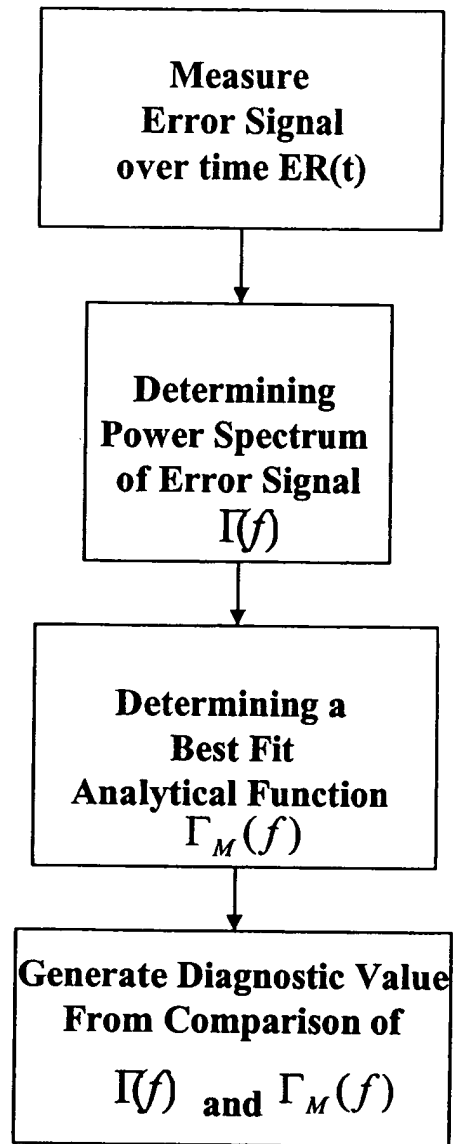 Measure
Error Signal
over time ER(t)
Determining
Power Spectrum
of Error Signal
Γ(f)
Determining a
Best Fit
Analytical Function
Γ_M(f)
Generate Diagnostic Value
From Comparison of
Γ(f) and Γ_M(f)